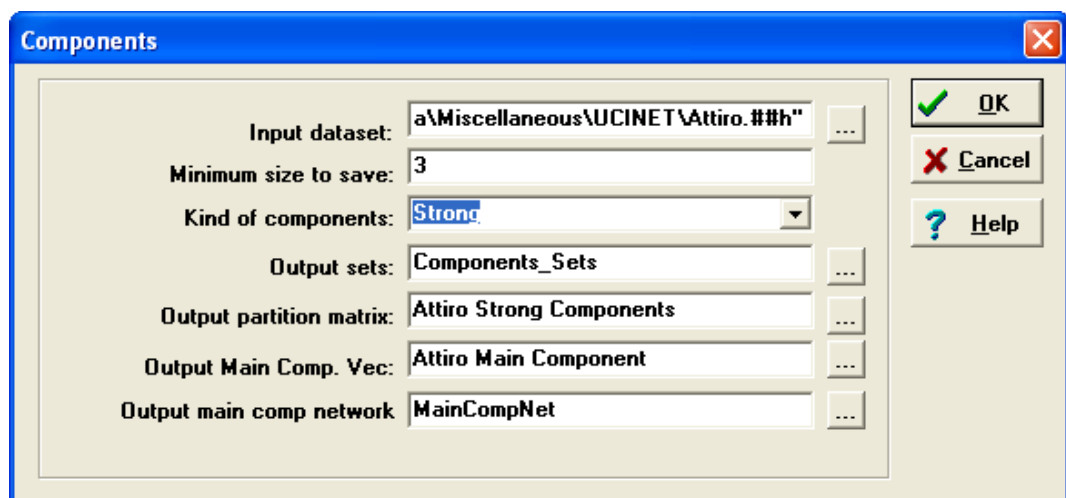 Components
Input dataset: a\Miscellaneous\UCINET\Attiro.##h" ...
Minimum size to save: 3
Kind of components: Strong
Output sets: Components_Sets ...
Output partition matrix: Attiro Strong Components ...
Output Main Comp. Vec: Attiro Main Component ...
Output main comp network MainCompNet ...
OK
Cancel
? Help